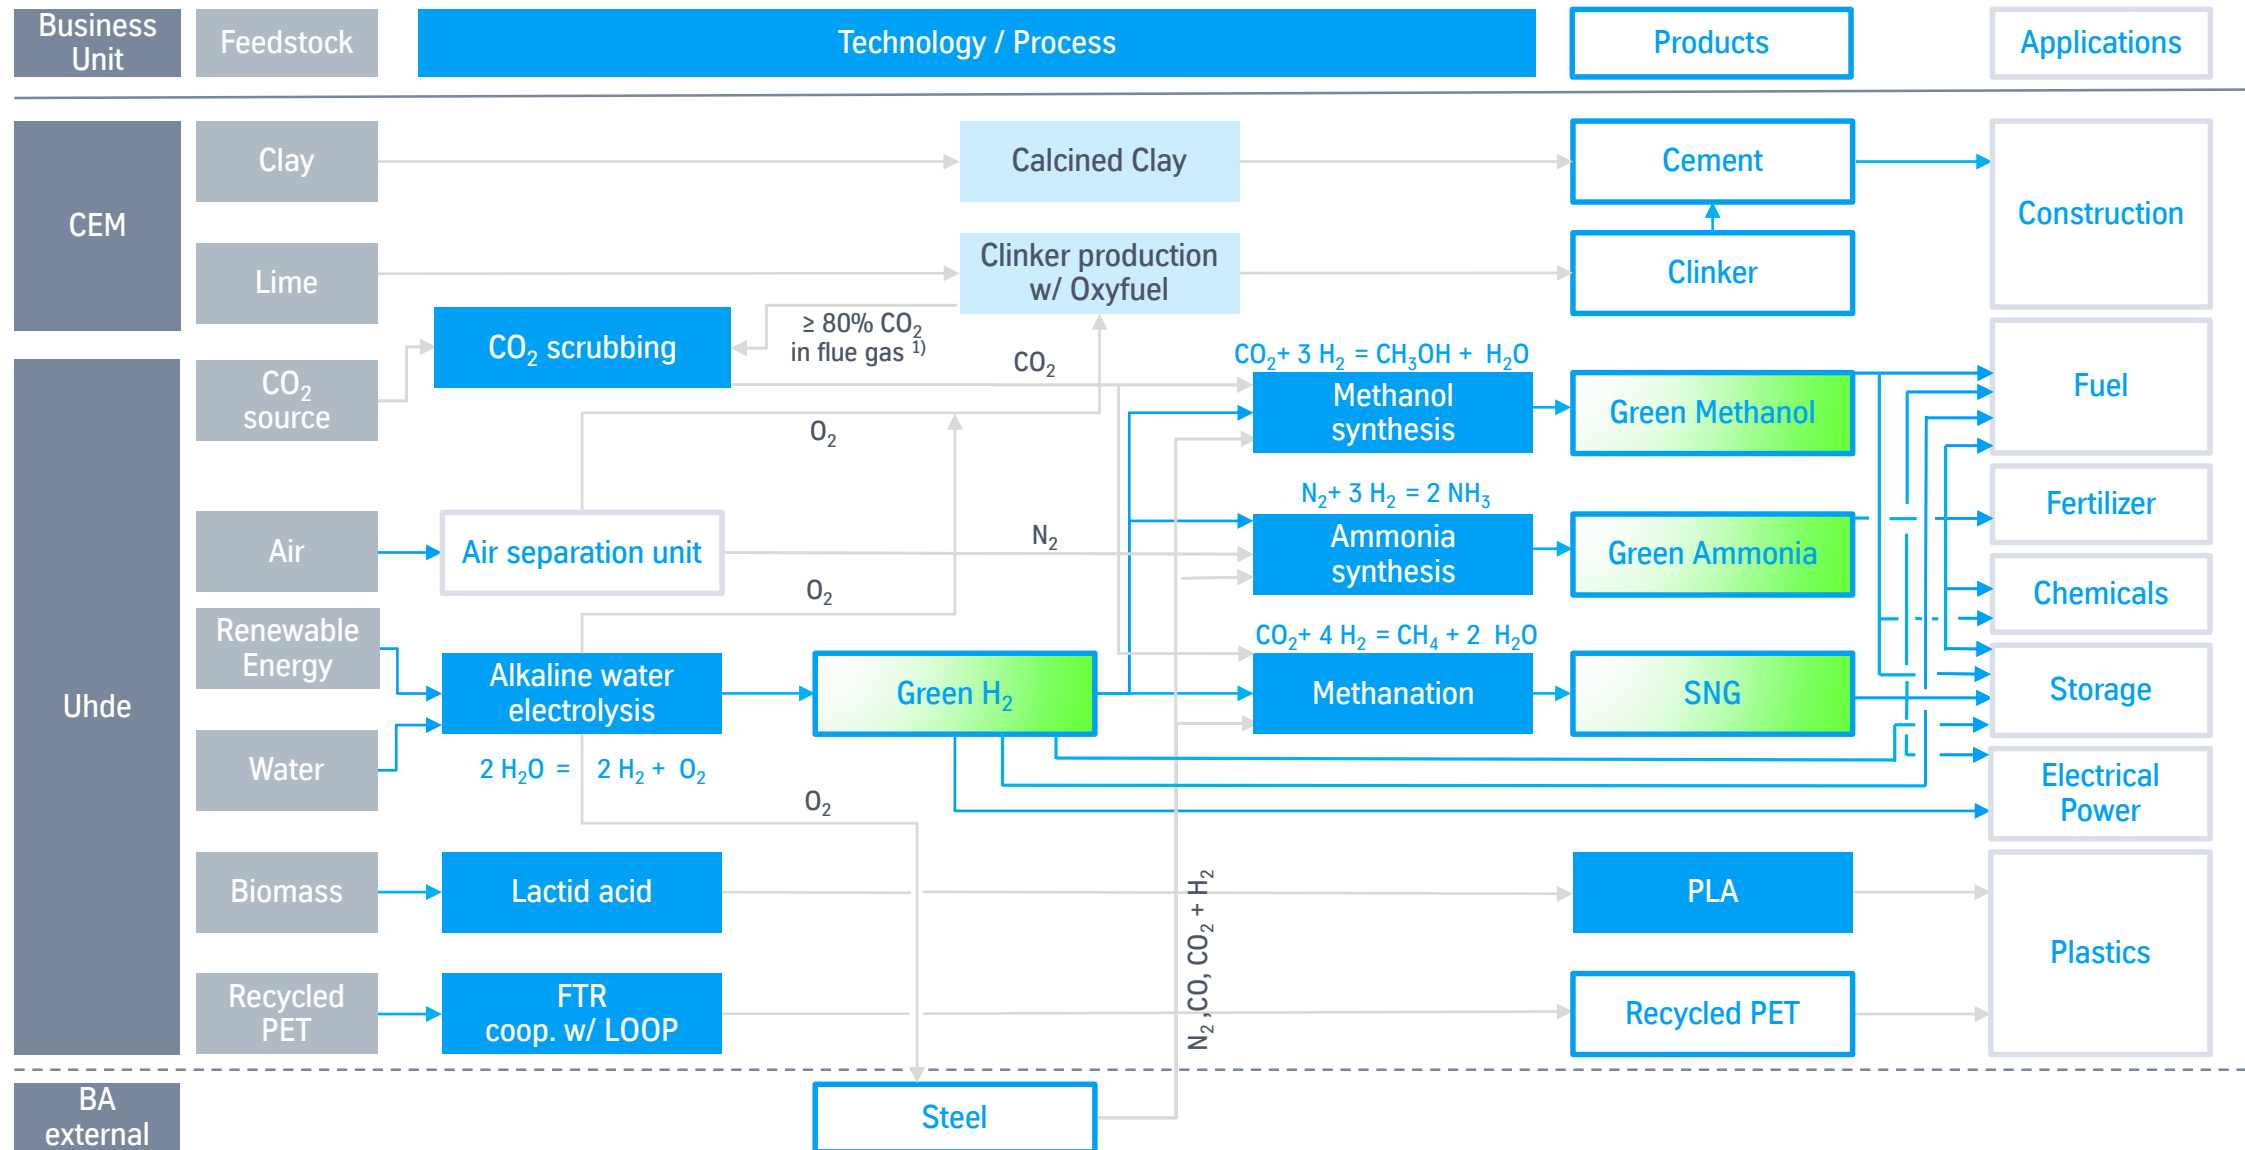 Business
Unit
Feedstock
Technology / Process
Products
Applications
CEM
Clay
Calcined Clay
Cement
Construction
Lime
Clinker production
w/ Oxyfuel
Clinker
CO₂ scrubbing
≥ 80% CO₂
in flue gas ¹⁾
Uhde
CO₂
source
CO₂
CO₂+ 3 H₂ = CH₃OH + H₂O
Methanol
synthesis
Green Methanol
Fuel
O₂
N₂+ 3 H₂ = 2 NH₃
Air
Air separation unit
N₂
Ammonia
synthesis
Green Ammonia
Fertilizer
O₂
Chemicals
Renewable
Energy
CO₂+ 4 H₂ = CH₄ + 2 H₂O
Alkaline water
electrolysis
Green H₂
Methanation
SNG
Storage
Water
2 H₂O = 2 H₂ + O₂
O₂
Electrical
Power
Biomass
Lactid acid
N₂ ,CO, CO₂ + H₂
PLA
Plastics
Recycled
PET
FTR
coop. w/ LOOP
Recycled PET
BA
external
Steel